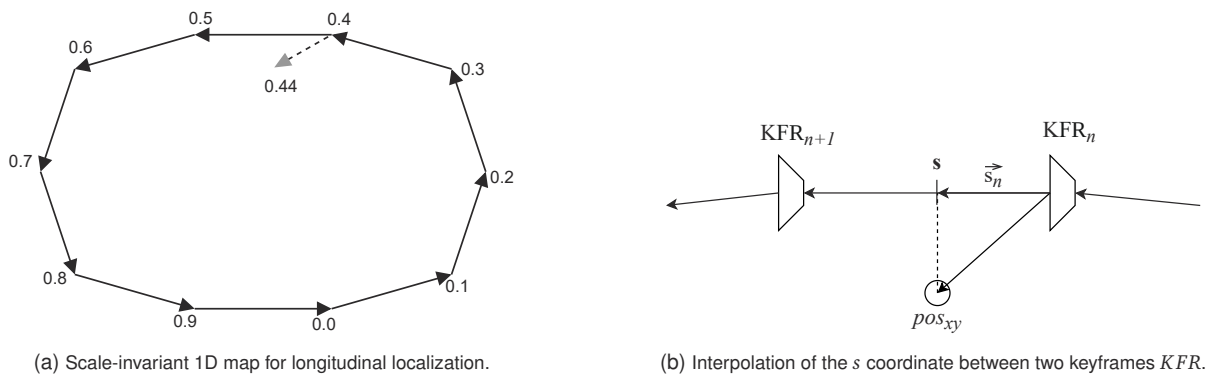 0.5
0.4
0.6
0.44
0.3
0.7
0.2
0.8
0.1
0.9
0.0
(a) Scale-invariant 1D map for longitudinal localization.
KFRn+1
KFRn
s
sn
posxy
(b) Interpolation of the s coordinate between two keyframes KFR.